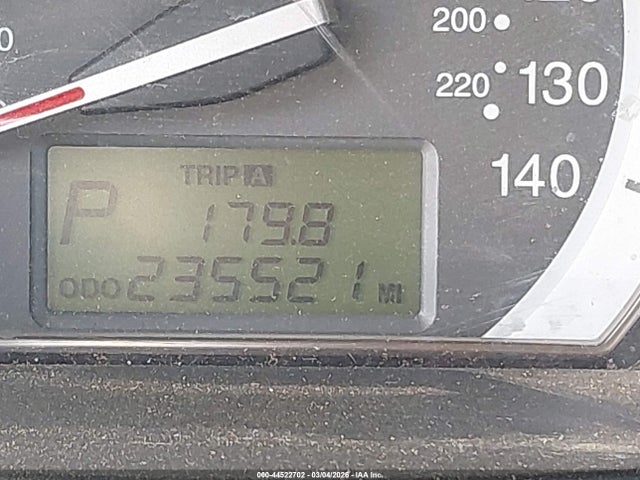 200
220 130
140
TRIP A
P 179.8
ODO 235521 MI
000-44522702 - 03/04/2026 - IAA Inc.